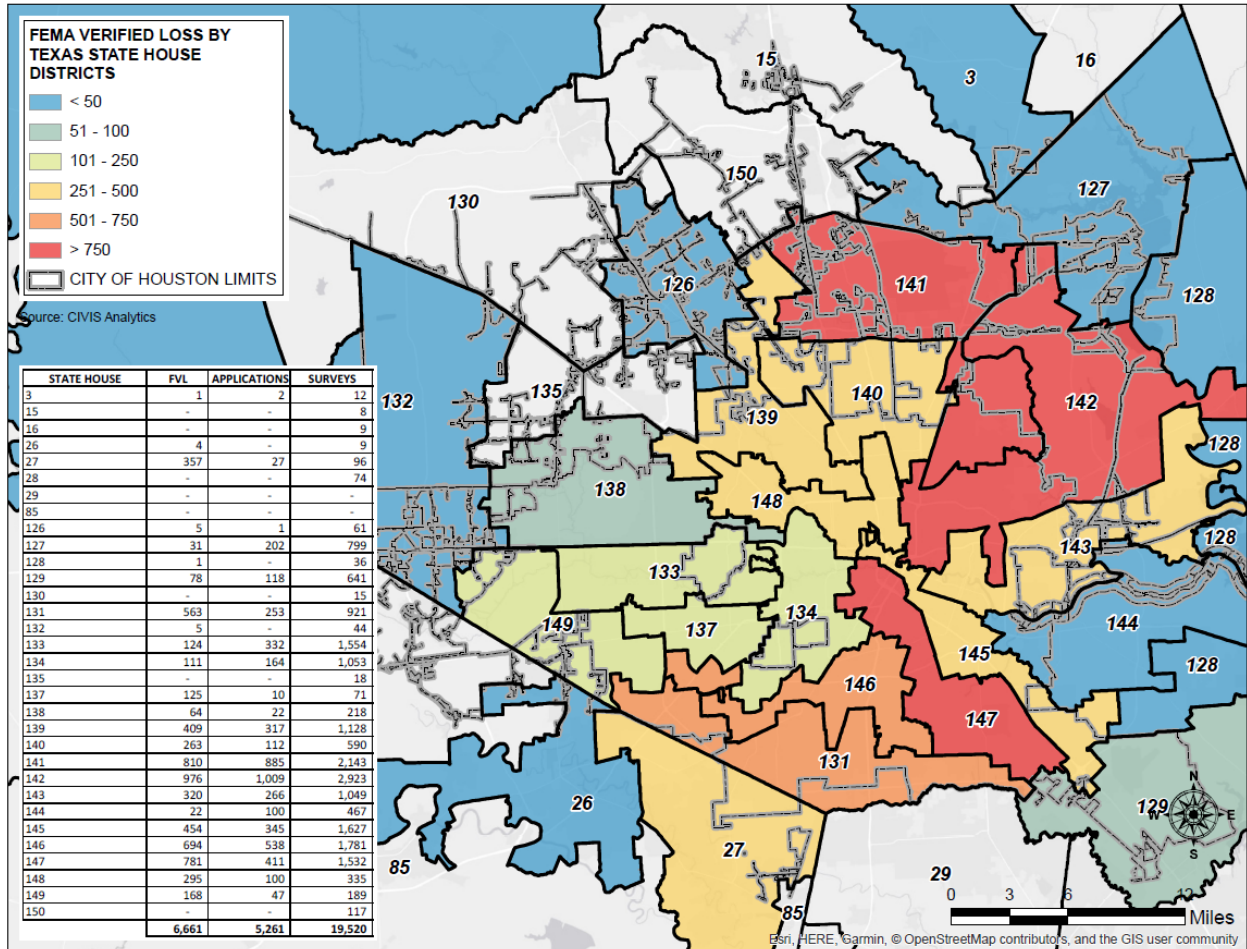 FEMA VERIFIED LOSS BY
TEXAS STATE HOUSE
DISTRICTS
< 50
51 - 100
101 - 250
251 - 500
501 - 750
> 750
CITY OF HOUSTON LIMITS
Source: CIVIS Analytics
STATE HOUSE FVL APPLICATIONS SURVEYS
3 1 2 12
15 - - 8
16 - - 9
26 4 - 9
27 357 27 96
28 - - 74
29 - - -
85 - - -
126 5 1 61
127 31 202 799
128 1 - 36
129 78 118 641
130 - - 15
131 563 253 921
132 5 - 44
133 124 332 1,554
134 111 164 1,053
135 - - 18
137 125 10 71
138 64 22 218
139 409 317 1,128
140 263 112 590
141 810 885 2,143
142 976 1,009 2,923
143 320 266 1,049
144 22 100 467
145 454 345 1,627
146 694 538 1,781
147 781 411 1,532
148 295 100 335
149 168 47 189
150 - - 117
6,661 5,261 19,520
15
3
16
150
127
130
126
141
128
132
135
139
140
142
138
148
128
143
128
133
134
144
149
137
145
128
146
147
131
26
129
27
85
29
85
N
W E
S
0 3 6 12
Miles
Esri, HERE, Garmin, © OpenStreetMap contributors, and the GIS user community